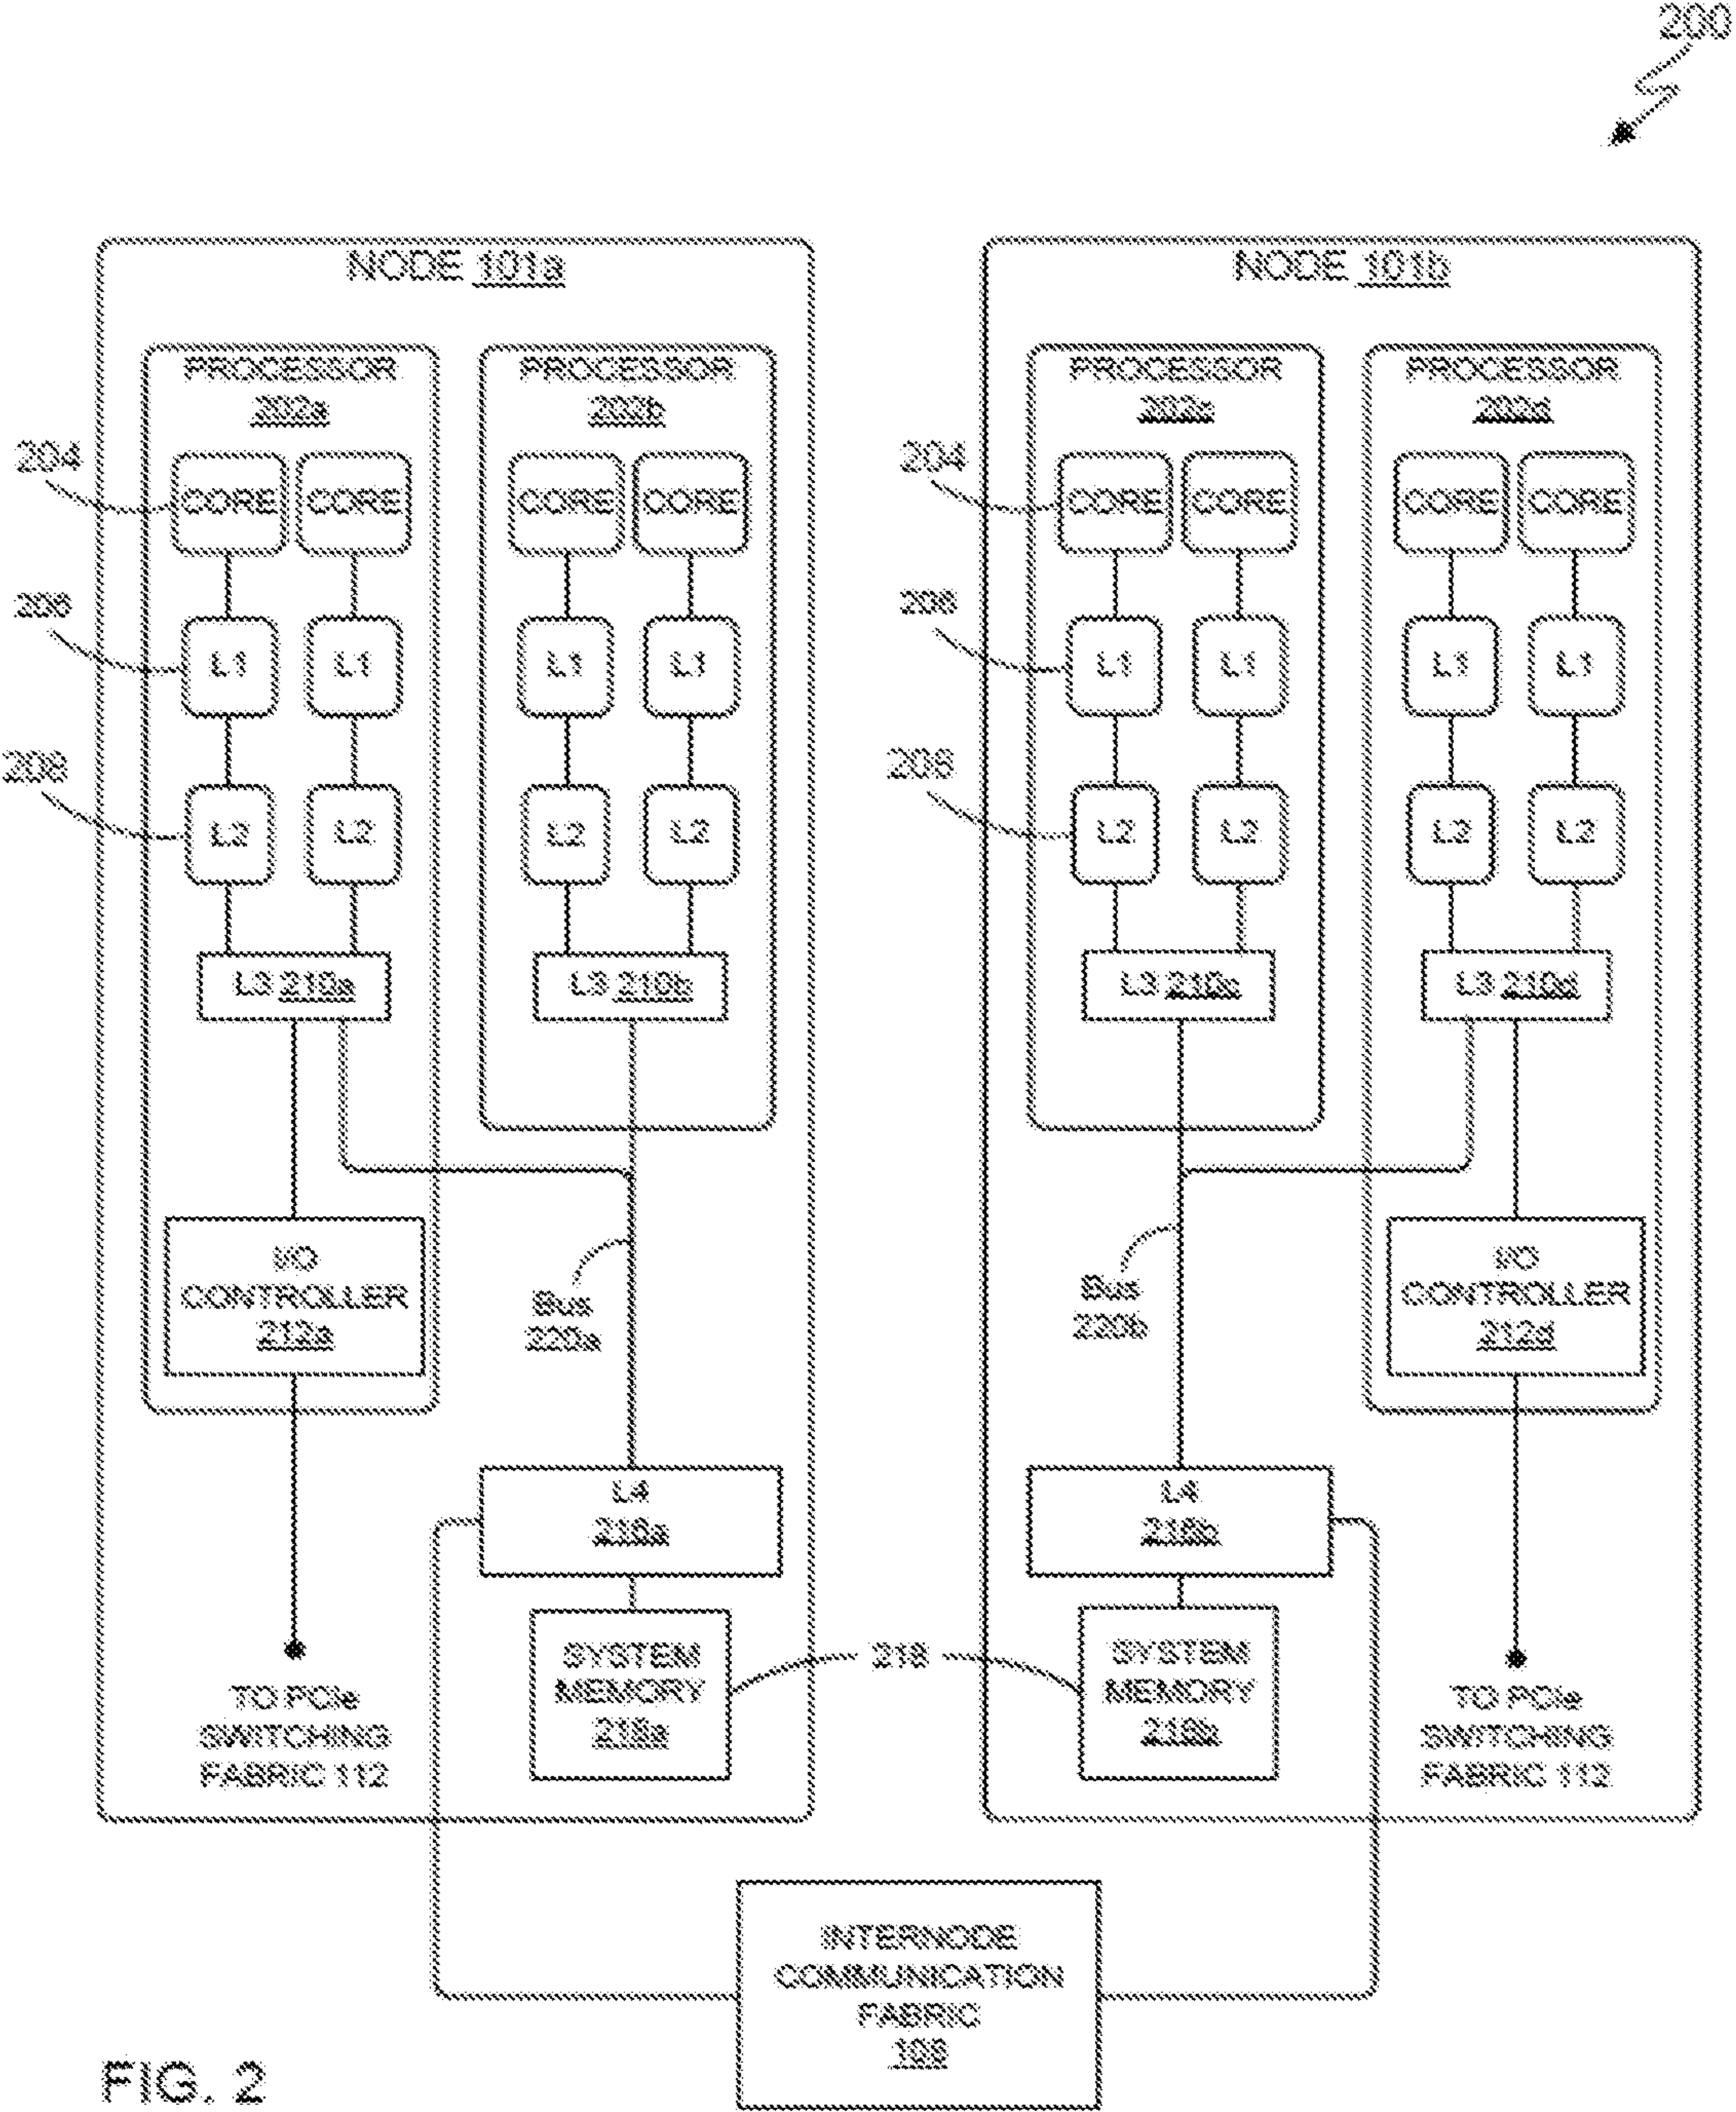 200
NODE 101a
PROCESSOR
202a
PROCESSOR
202b
204
CORE
CORE
CORE
CORE
206
L1
L1
L1
L1
208
L2
L2
L2
L2
L3 210a
L3 210b
I/O
CONTROLLER
212a
Bus
220a
L4
216a
SYSTEM
MEMORY
218a
TO PCIe
SWITCHING
FABRIC 112
218
NODE 101b
PROCESSOR
202c
PROCESSOR
202d
204
CORE
CORE
CORE
CORE
206
L1
L1
L1
L1
208
L2
L2
L2
L2
L3 210c
L3 210d
Bus
220b
I/O
CONTROLLER
212d
L4
216b
SYSTEM
MEMORY
218b
TO PCIe
SWITCHING
FABRIC 112
INTERNODE
COMMUNICATION
FABRIC
FIG. 2